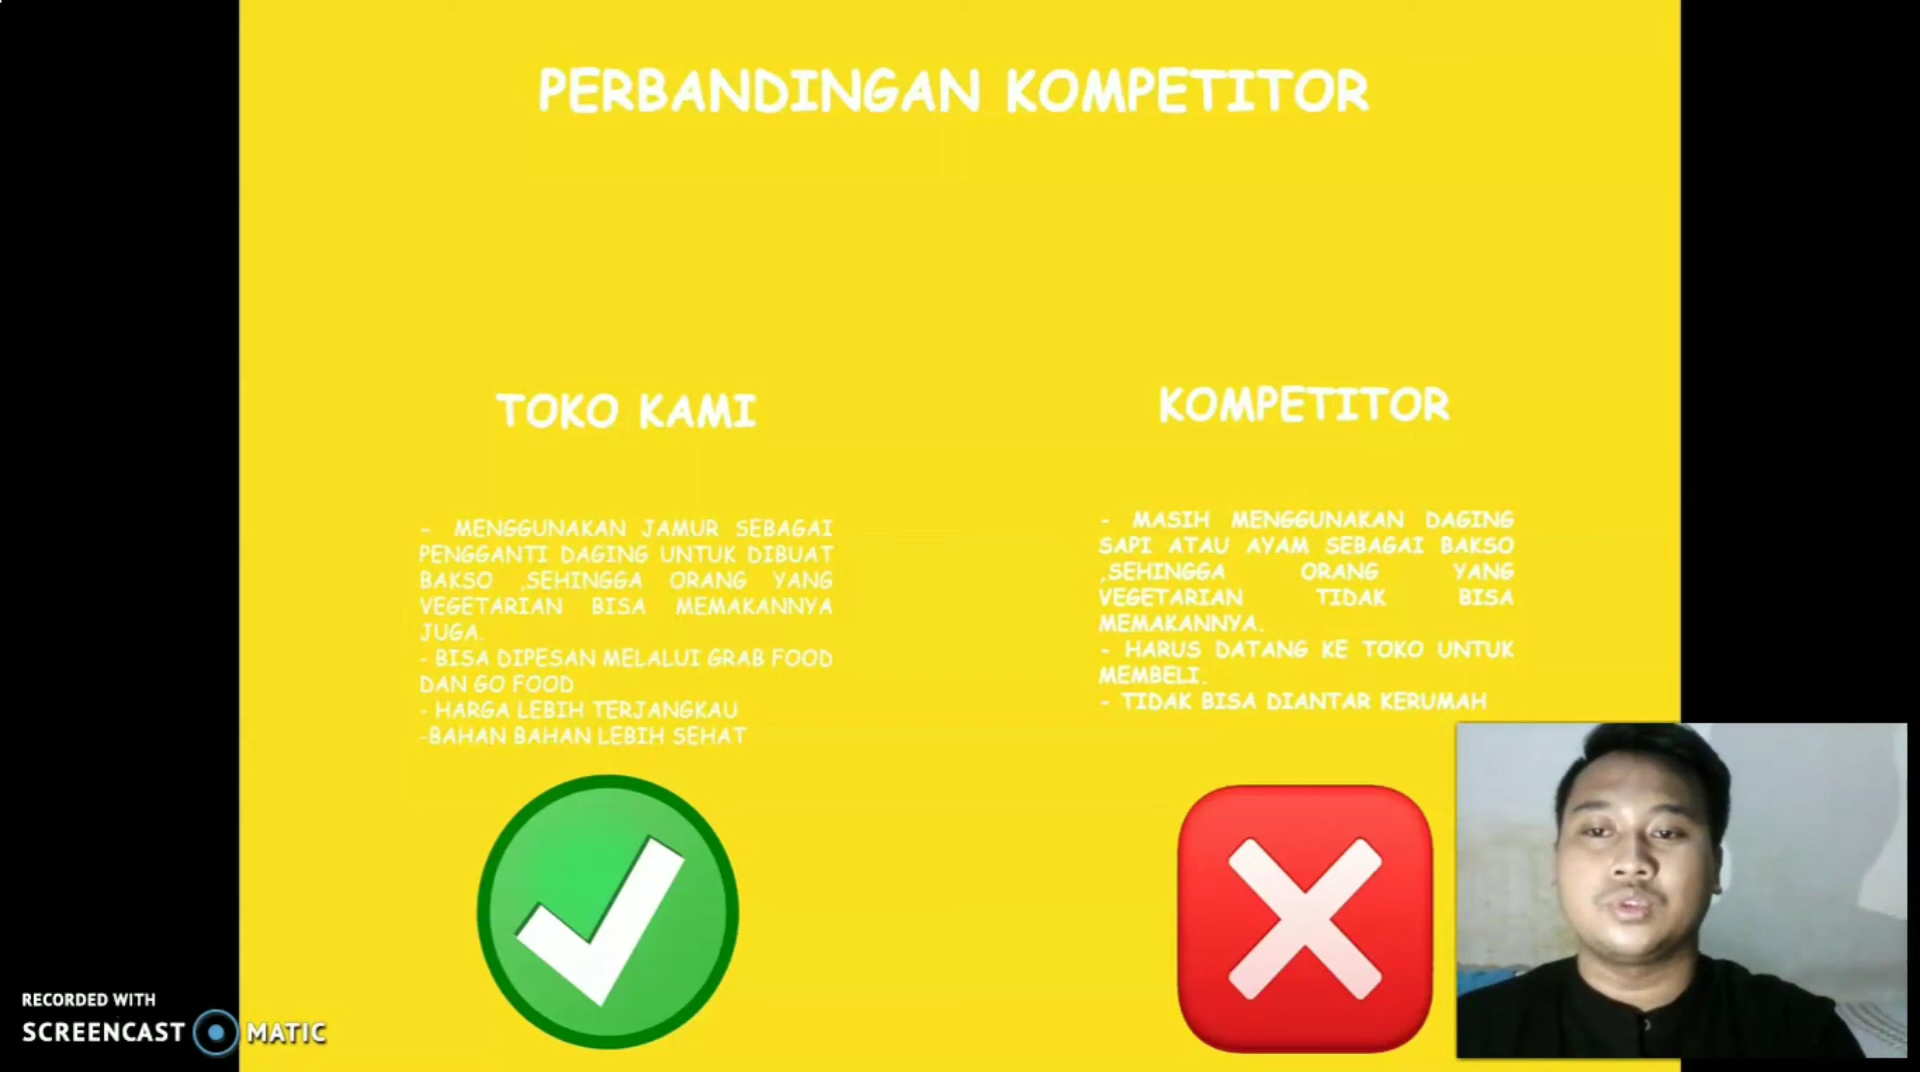 PERBANDINGAN KOMPETITOR
TOKO KAMI
- MENGGUNAKAN JAMUR SEBAGAI
PENGGANTI DAGING UNTUK DIBUAT
BAKSO ,SEHINGGA ORANG YANG
VEGETARIAN BISA MEMAKANNYA
JUGA.
- BISA DIPESAN MELALUI GRAB FOOD
DAN GO FOOD
- HARGA LEBIH TERJANGKAU
-BAHAN BAHAN LEBIH SEHAT
KOMPETITOR
- MASIH MENGGUNAKAN DAGING
SAPI ATAU AYAM SEBAGAI BAKSO
,SEHINGGA ORANG YANG
VEGETARIAN TIDAK BISA
MEMAKANNYA.
- HARUS DATANG KE TOKO UNTUK
MEMBELI.
- TIDAK BISA DIANTAR KERUMAH
RECORDED WITH
SCREENCAST MATIC